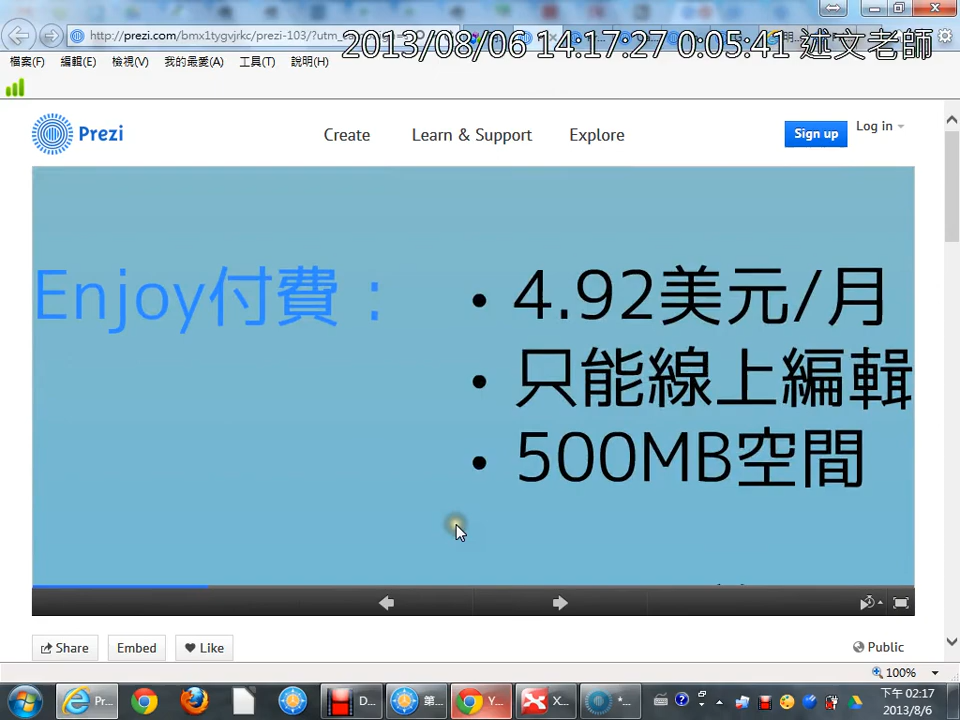 http://prezi.com/bmx1tygvjrkc/prezi-103/?utm_
2013/08/06 14:17:27 0:05:41 述文老師
檔案(F) 編輯(E) 檢視(V) 我的最愛(A) 工具(T) 說明(H)
Prezi Create Learn & Support Explore Sign up Log in
Enjoy付費：
• 4.92美元/月
• 只能線上編輯
• 500MB空間
Share Embed Like Public
100%
Pr... D... 第... Y... X... *... 下午 02:17
2013/8/6